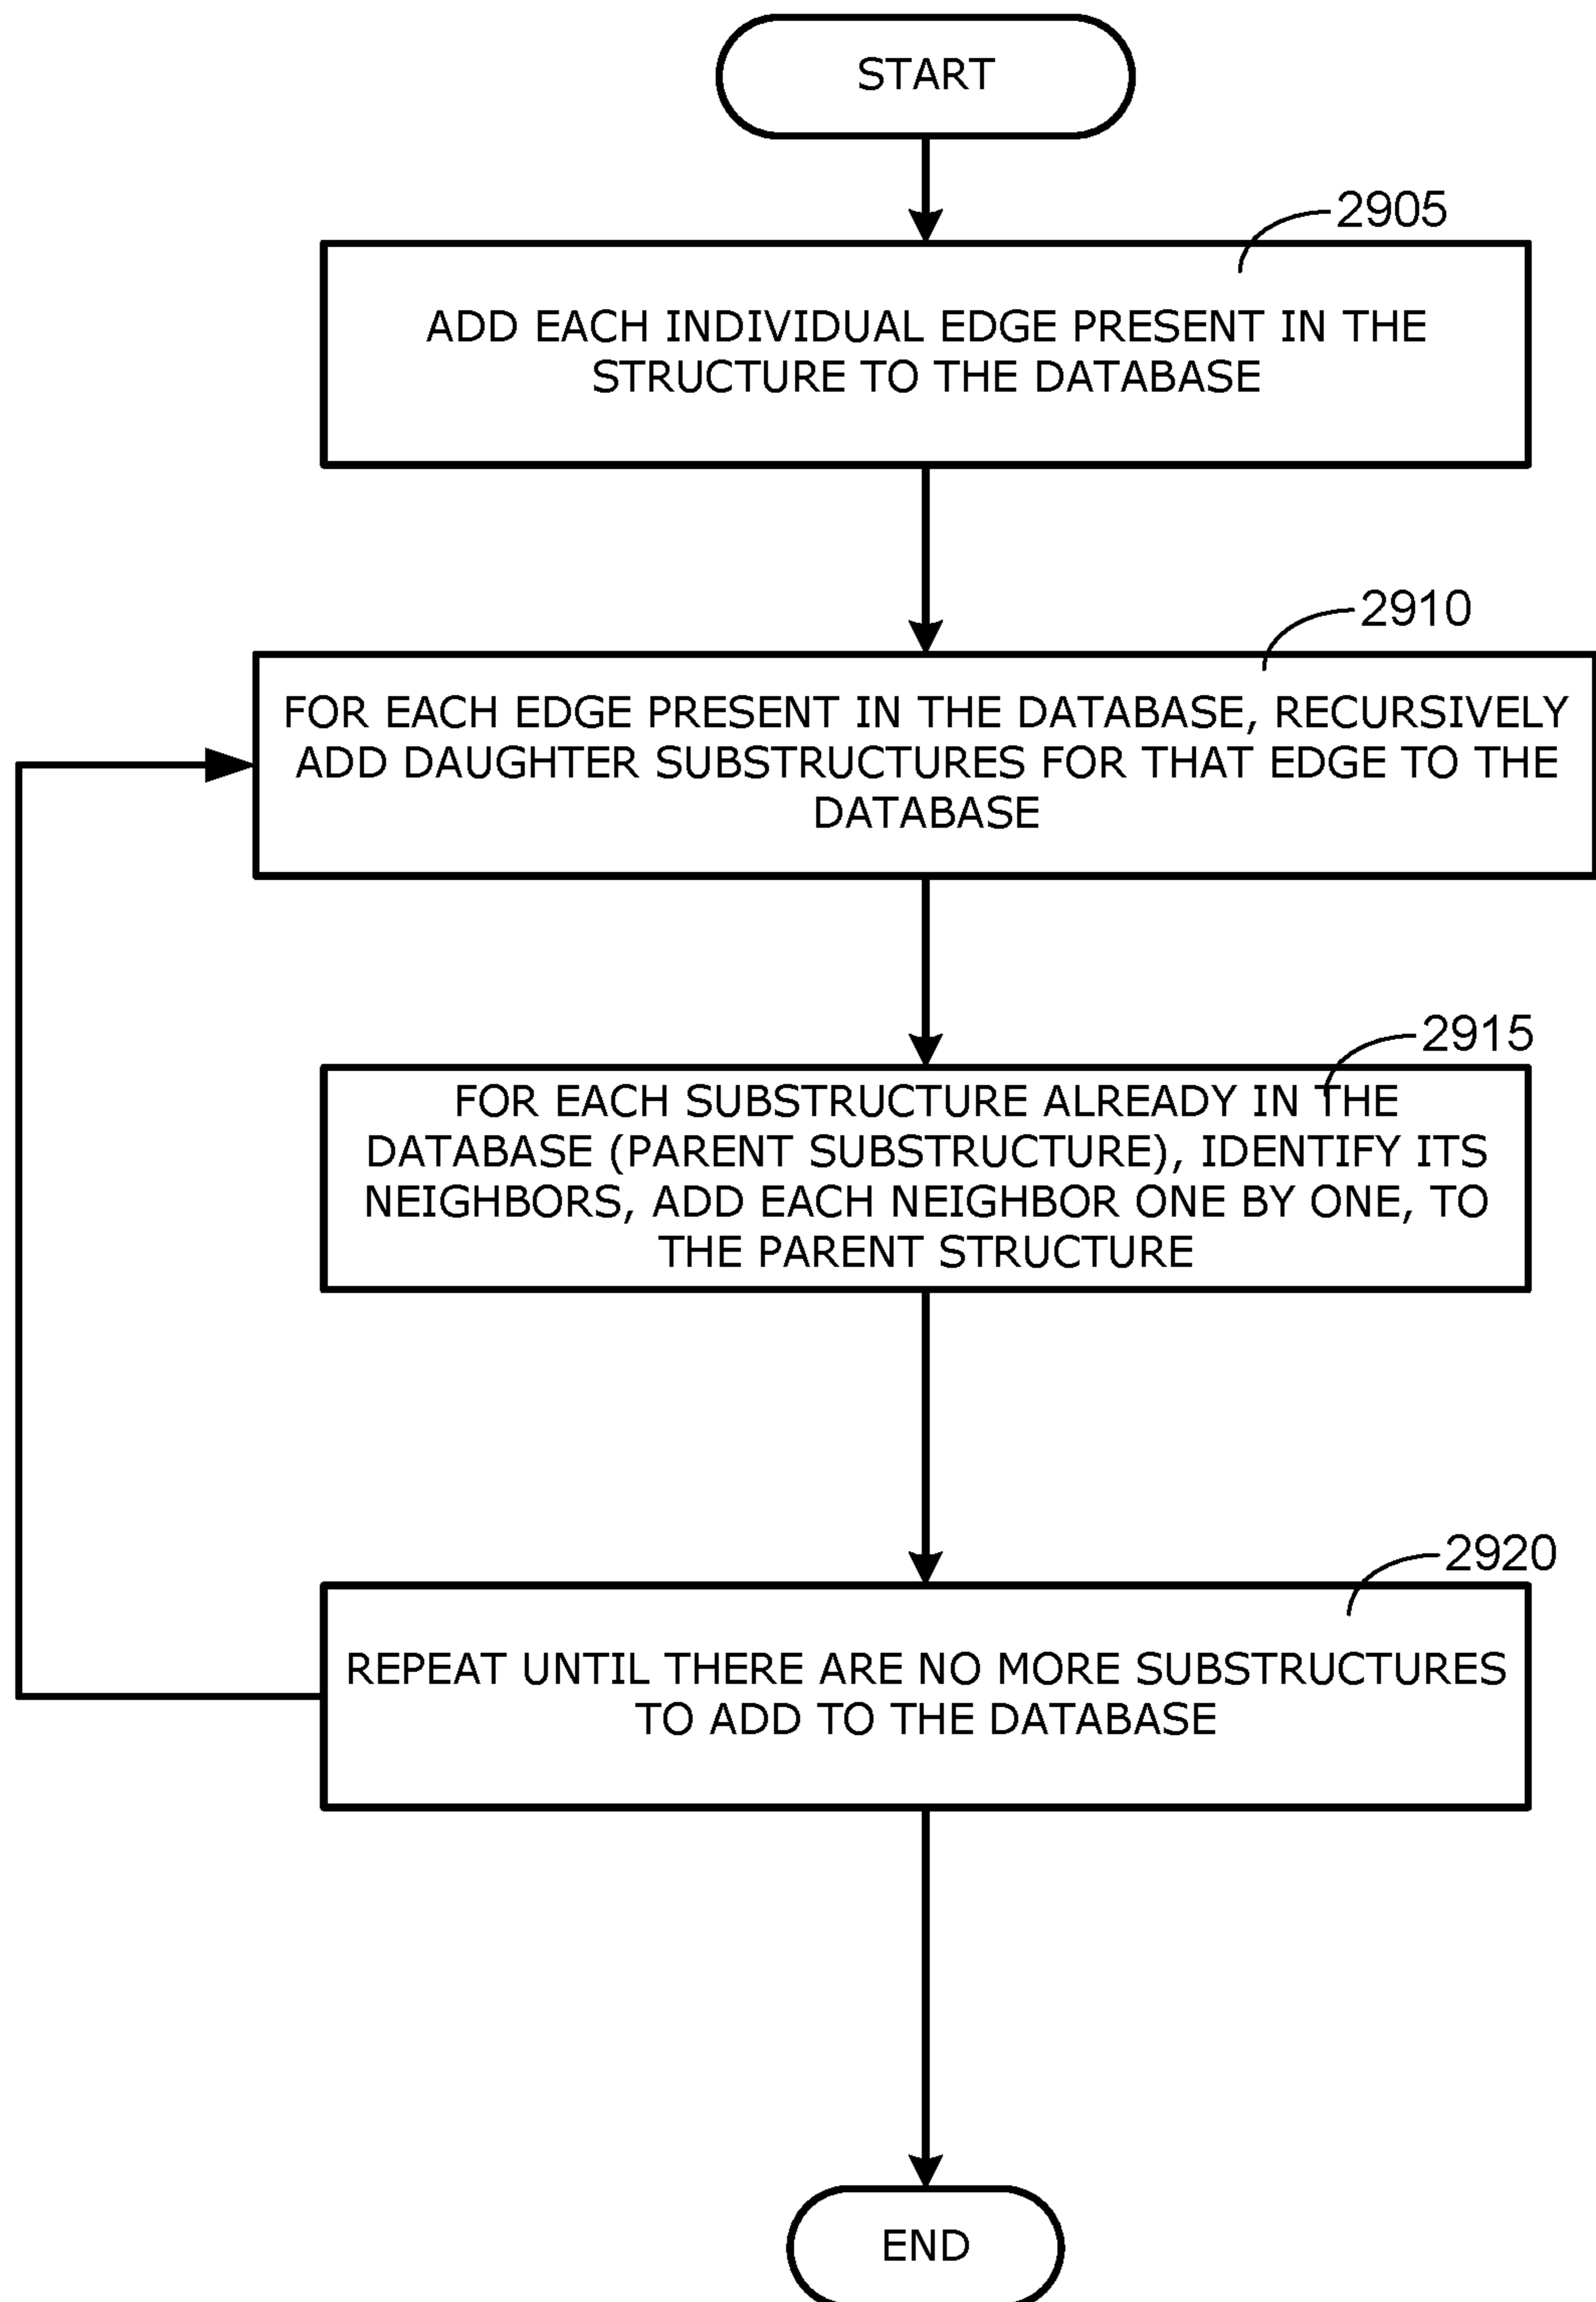 START
2905
ADD EACH INDIVIDUAL EDGE PRESENT IN THE
STRUCTURE TO THE DATABASE
2910
FOR EACH EDGE PRESENT IN THE DATABASE, RECURSIVELY
ADD DAUGHTER SUBSTRUCTURES FOR THAT EDGE TO THE
DATABASE
2915
FOR EACH SUBSTRUCTURE ALREADY IN THE
DATABASE (PARENT SUBSTRUCTURE), IDENTIFY ITS
NEIGHBORS, ADD EACH NEIGHBOR ONE BY ONE, TO
THE PARENT STRUCTURE
2920
REPEAT UNTIL THERE ARE NO MORE SUBSTRUCTURES
TO ADD TO THE DATABASE
END